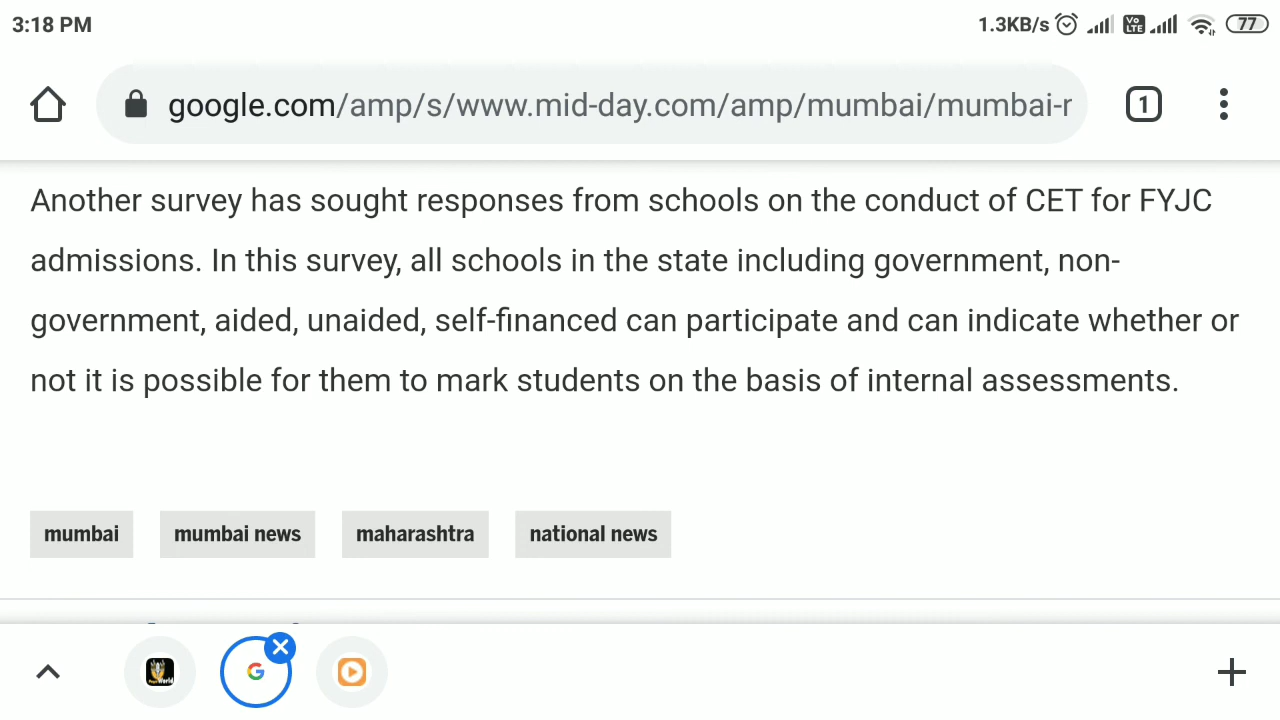 3:18 PM
1.3KB/s
Vo LTE
77
google.com/amp/s/www.mid-day.com/amp/mumbai/mumbai-r
1
Another survey has sought responses from schools on the conduct of CET for FYJC
admissions. In this survey, all schools in the state including government, non-
government, aided, unaided, self-financed can participate and can indicate whether or
not it is possible for them to mark students on the basis of internal assessments.
mumbai
mumbai news
maharashtra
national news